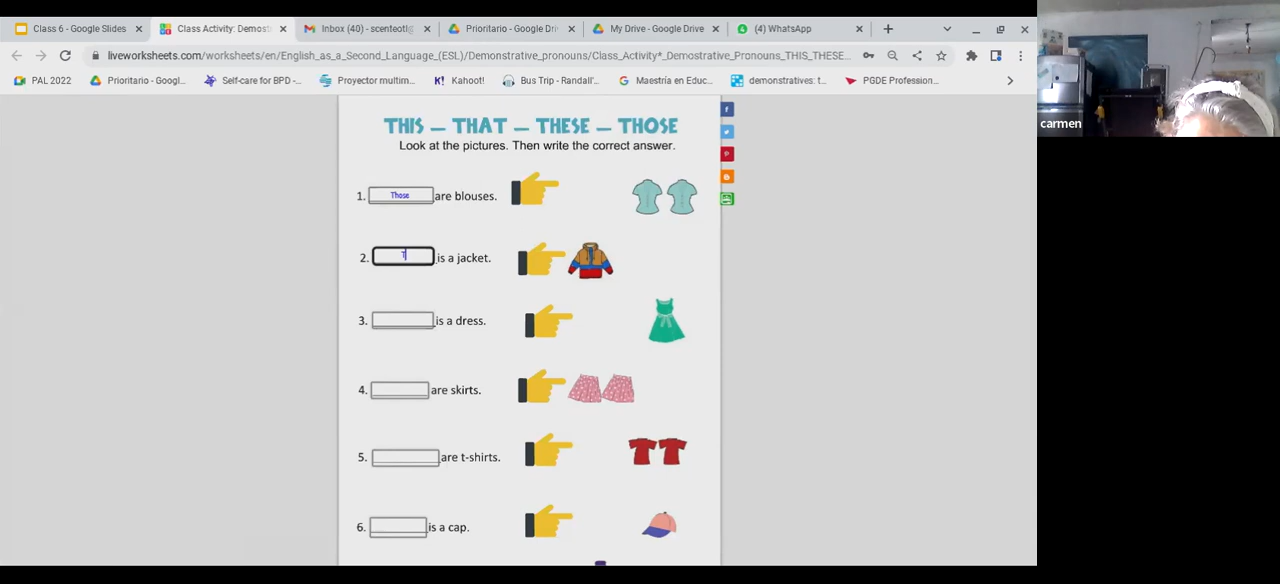 Class 6 - Google Slides
Class Activity: Demost
Inbox (40) - scenteotl@
Prioritario - Google Dri
My Drive - Google Drive
(4) WhatsApp
liveworksheets.com/worksheets/en/English_as_a_Second_Language_(ESL)/Demonstrative_pronouns/Class_Activity*_Demostrative_Pronouns_THIS_THESE...
PAL 2022
Prioritario - Googl...
Self-care for BPD -...
Proyector multim...
Kahoot!
Bus Trip - Randall'...
Maestría en Educ...
demonstratives: t...
PGDE Profession...
carmen
THIS – THAT – THESE – THOSE
Look at the pictures. Then write the correct answer.
1. Those are blouses.
2. T is a jacket.
3. is a dress.
4. are skirts.
5. are t-shirts.
6. is a cap.